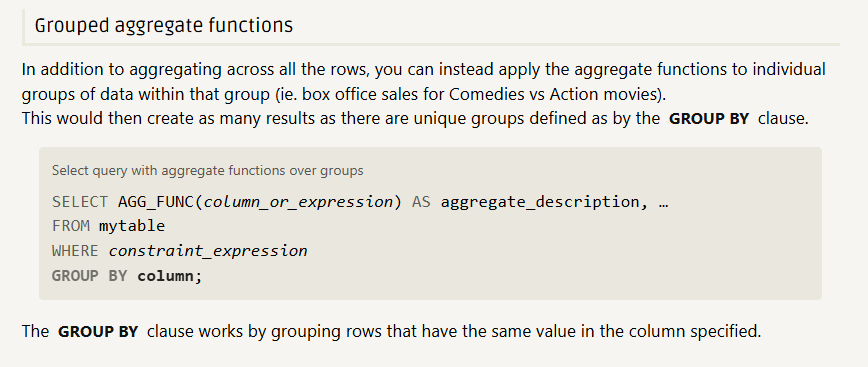 Grouped aggregate functions
In addition to aggregating across all the rows, you can instead apply the aggregate functions to individual
groups of data within that group (ie. box office sales for Comedies vs Action movies).
This would then create as many results as there are unique groups defined as by the GROUP BY clause.
Select query with aggregate functions over groups
SELECT AGG_FUNC(column_or_expression) AS aggregate_description, …
FROM mytable
WHERE constraint_expression
GROUP BY column;
The GROUP BY clause works by grouping rows that have the same value in the column specified.